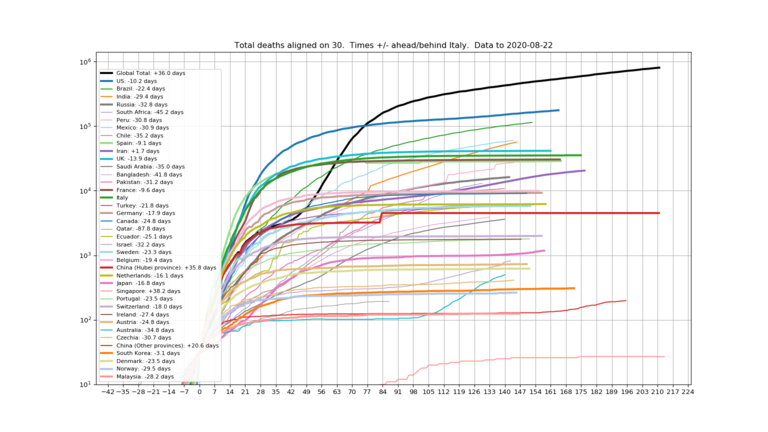 Total deaths aligned on 30. Times +/- ahead/behind Italy. Data to 2020-08-22
10⁶
10⁵
10⁴
10³
10²
10¹
Global Total: +36.0 days
US: -10.2 days
Brazil: -22.4 days
India: -29.4 days
Russia: -32.8 days
South Africa: -45.2 days
Peru: -30.8 days
Mexico: -30.9 days
Chile: -35.2 days
Spain: -9.1 days
Iran: +1.7 days
UK: -13.9 days
Saudi Arabia: -35.0 days
Bangladesh: -41.8 days
Pakistan: -31.2 days
France: -9.6 days
Italy
Turkey: -21.8 days
Germany: -17.9 days
Canada: -24.8 days
Qatar: -87.8 days
Ecuador: -25.1 days
Israel: -32.2 days
Sweden: -23.3 days
Belgium: -19.4 days
China (Hubei province): +35.8 days
Netherlands: -16.1 days
Japan: -16.8 days
Singapore: +38.2 days
Portugal: -23.5 days
Switzerland: -18.0 days
Ireland: -27.4 days
Austria: -24.8 days
Australia: -34.8 days
Czechia: -30.7 days
China (Other provinces): +20.6 days
South Korea: -3.1 days
Denmark: -23.5 days
Norway: -29.5 days
Malaysia: -28.2 days
−42 −35 −28 −21 −14 −7 0 7 14 21 28 35 42 49 56 63 70 77 84 91 98 105 112 119 126 133 140 147 154 161 168 175 182 189 196 203 210 217 224